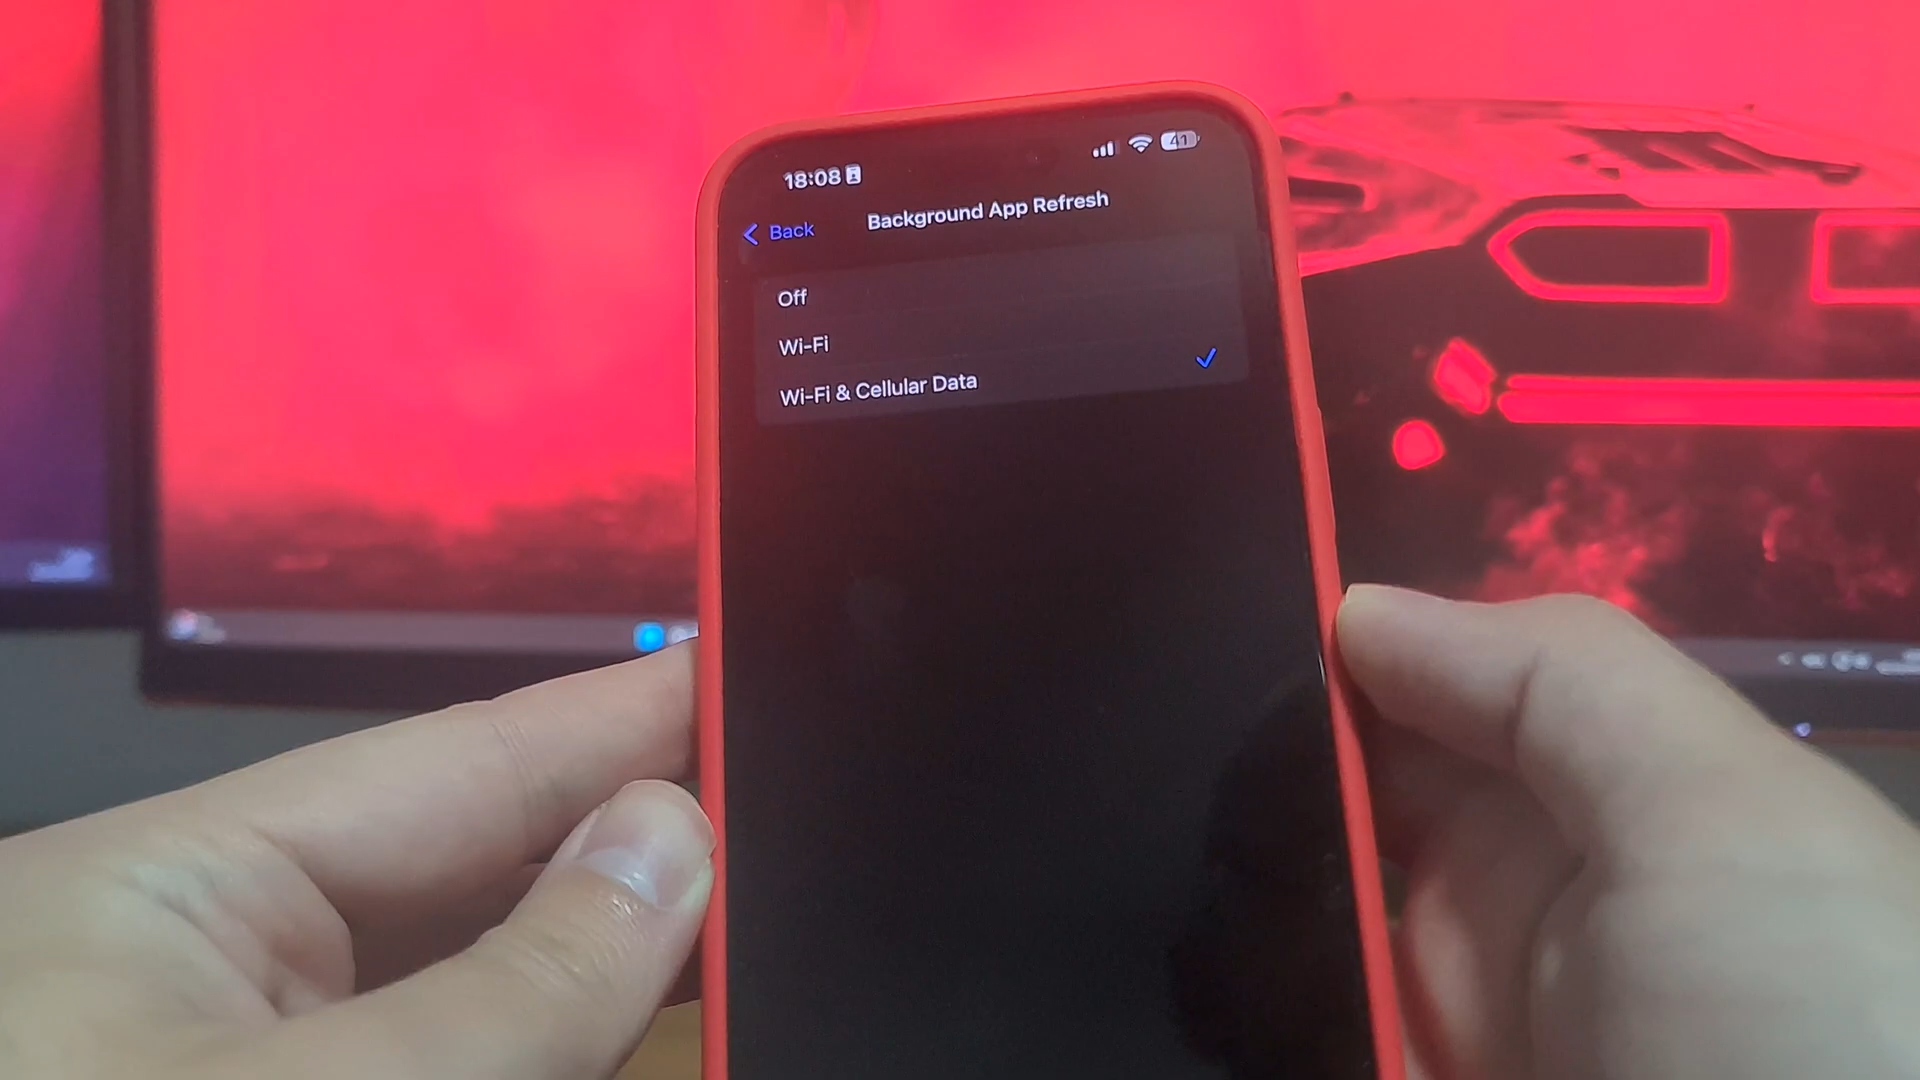 18:08
41
Back
Background App Refresh
Off
Wi-Fi
Wi-Fi & Cellular Data